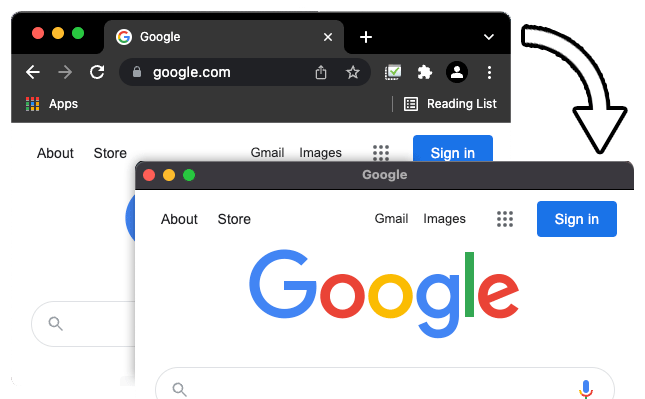 Google
google.com
Apps
Reading List
About Store Gmail Images Sign in
Google
About Store Gmail Images Sign in
Google